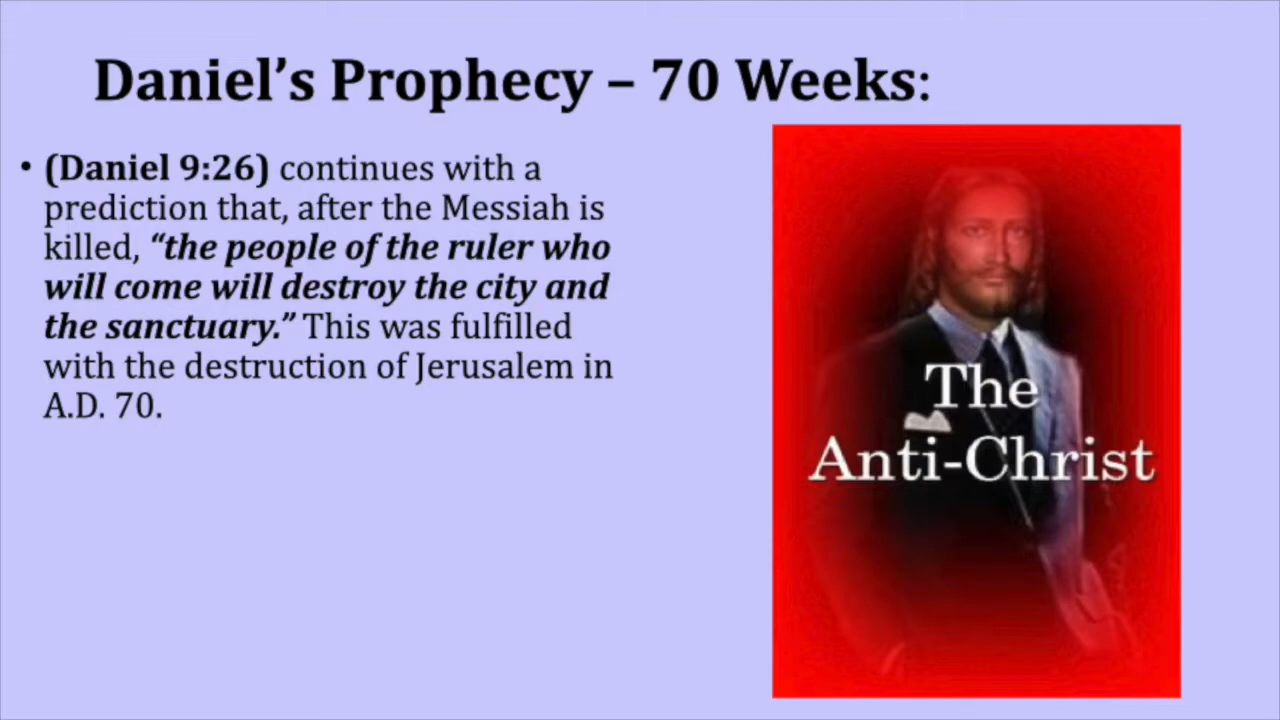 Daniel’s Prophecy – 70 Weeks:
• (Daniel 9:26) continues with a
prediction that, after the Messiah is
killed, “the people of the ruler who
will come will destroy the city and
the sanctuary.” This was fulfilled
with the destruction of Jerusalem in
A.D. 70.
The
Anti-Christ